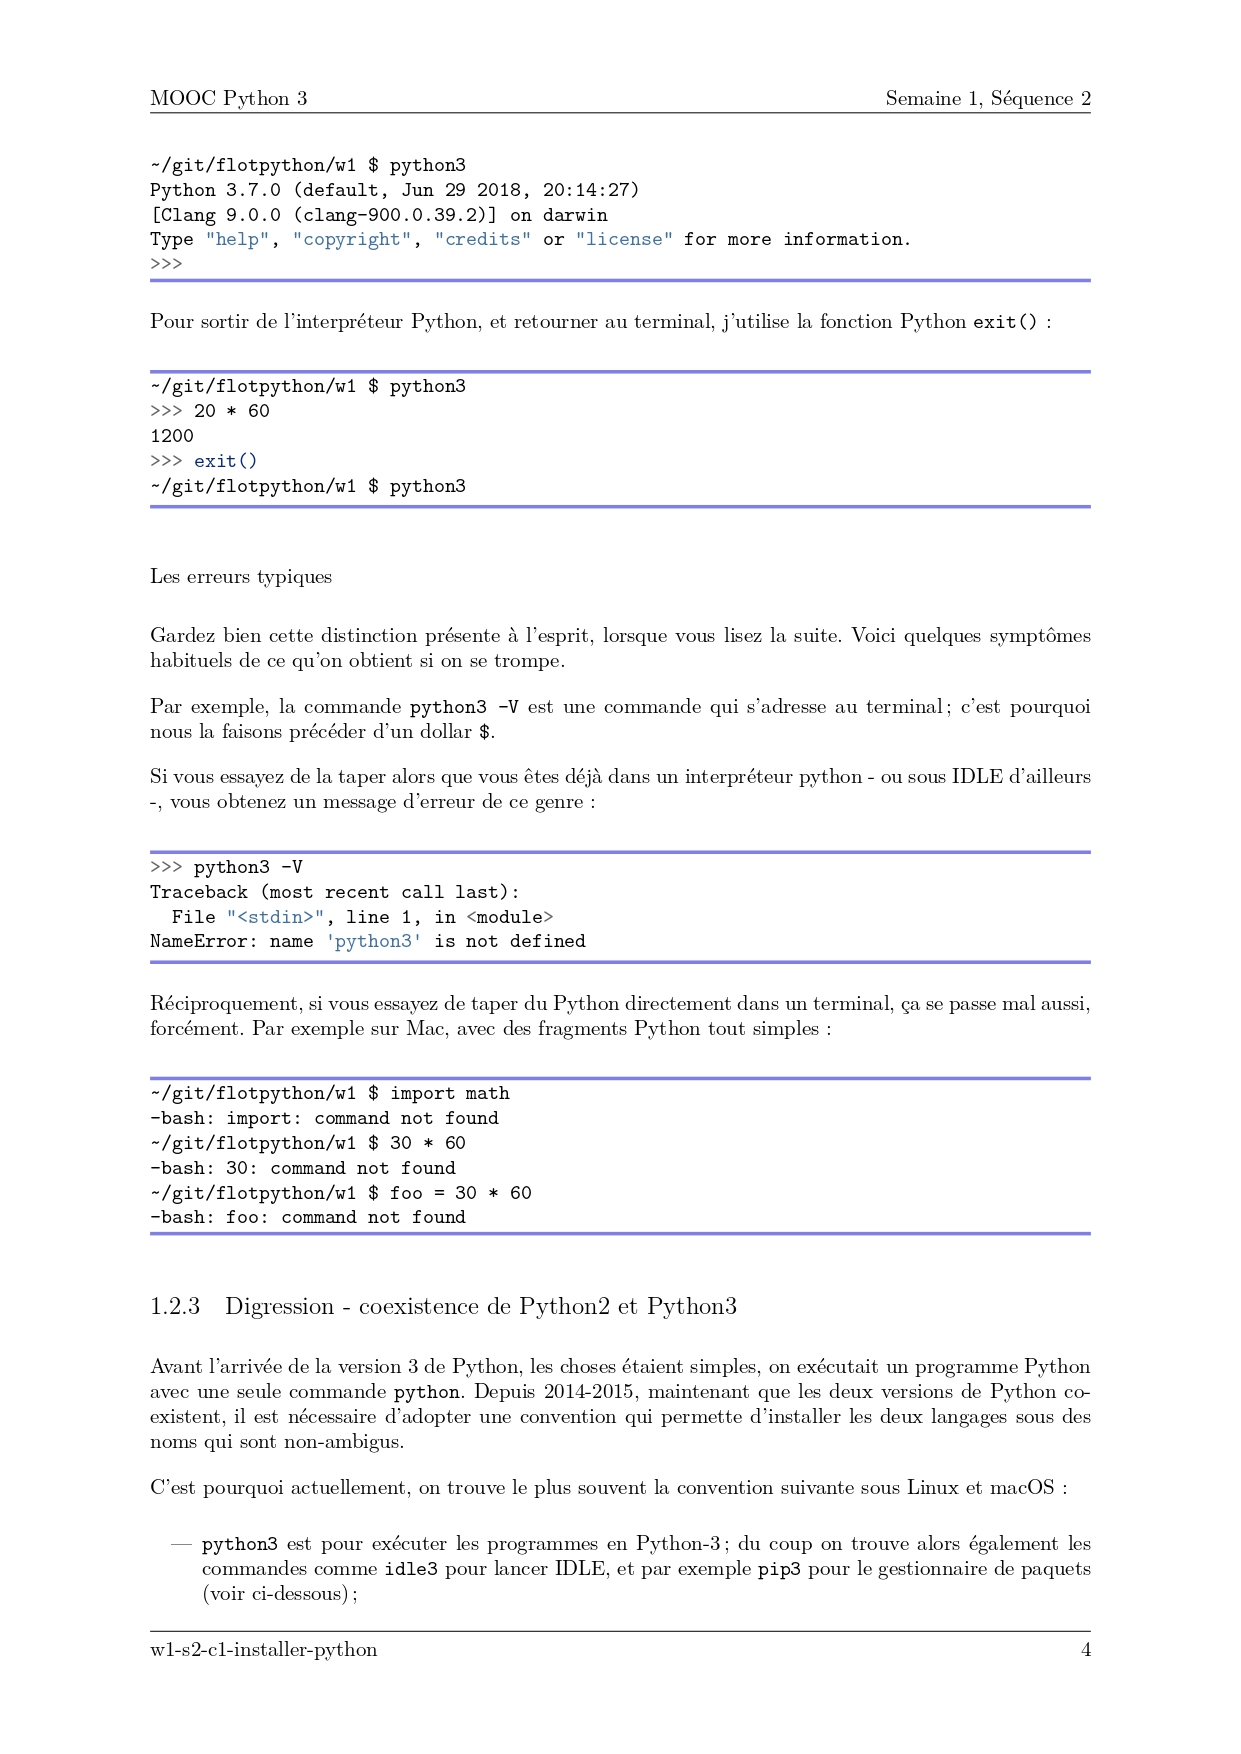 MOOC Python 3 Semaine 1, Séquence 2
~/git/flotpython/w1 $ python3
Python 3.7.0 (default, Jun 29 2018, 20:14:27)
[Clang 9.0.0 (clang-900.0.39.2)] on darwin
Type "help", "copyright", "credits" or "license" for more information.
>>>
Pour sortir de l'interpréteur Python, et retourner au terminal, j'utilise la fonction Python exit() :
~/git/flotpython/w1 $ python3
>>> 20 * 60
1200
>>> exit()
~/git/flotpython/w1 $ python3
Les erreurs typiques
Gardez bien cette distinction présente à l'esprit, lorsque vous lisez la suite. Voici quelques symptômes
habituels de ce qu'on obtient si on se trompe.
Par exemple, la commande python3 -V est une commande qui s'adresse au terminal ; c'est pourquoi
nous la faisons précéder d'un dollar $.
Si vous essayez de la taper alors que vous êtes déjà dans un interpréteur python - ou sous IDLE d'ailleurs
-, vous obtenez un message d'erreur de ce genre :
>>> python3 -V
Traceback (most recent call last):
  File "<stdin>", line 1, in <module>
NameError: name 'python3' is not defined
Réciproquement, si vous essayez de taper du Python directement dans un terminal, ça se passe mal aussi,
forcément. Par exemple sur Mac, avec des fragments Python tout simples :
~/git/flotpython/w1 $ import math
-bash: import: command not found
~/git/flotpython/w1 $ 30 * 60
-bash: 30: command not found
~/git/flotpython/w1 $ foo = 30 * 60
-bash: foo: command not found
1.2.3 Digression - coexistence de Python2 et Python3
Avant l'arrivée de la version 3 de Python, les choses étaient simples, on exécutait un programme Python
avec une seule commande python. Depuis 2014-2015, maintenant que les deux versions de Python co-
existent, il est nécessaire d'adopter une convention qui permette d'installer les deux langages sous des
noms qui sont non-ambigus.
C'est pourquoi actuellement, on trouve le plus souvent la convention suivante sous Linux et macOS :
— python3 est pour exécuter les programmes en Python-3 ; du coup on trouve alors également les
commandes comme idle3 pour lancer IDLE, et par exemple pip3 pour le gestionnaire de paquets
(voir ci-dessous) ;
w1-s2-c1-installer-python 4